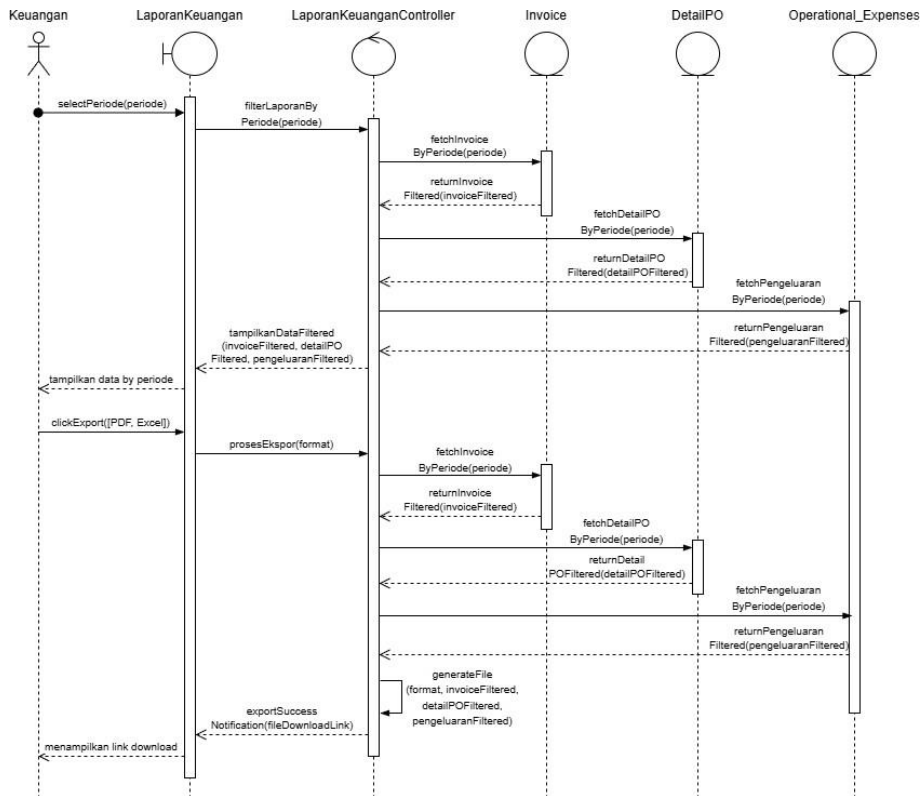 Keuangan
LaporanKeuangan
LaporanKeuanganController
Invoice
DetailPO
Operational_Expenses
selectPeriode(periode)
filterLaporanBy
Periode(periode)
fetchInvoice
ByPeriode(periode)
returnInvoice
Filtered(invoiceFiltered)
fetchDetailPO
ByPeriode(periode)
returnDetailPO
Filtered(detailPOFiltered)
fetchPengeluaran
ByPeriode(periode)
returnPengeluaran
Filtered(pengeluaranFiltered)
tampilkanDataFiltered
(invoiceFiltered, detailPO
Filtered, pengeluaranFiltered)
tampilkan data by periode
clickExport([PDF, Excel])
prosesEkspor(format)
fetchInvoice
ByPeriode(periode)
returnInvoice
Filtered(invoiceFiltered)
fetchDetailPO
ByPeriode(periode)
returnDetail
POFiltered(detailPOFiltered)
fetchPengeluaran
ByPeriode(periode)
returnPengeluaran
Filtered(pengeluaranFiltered)
generateFile
(format, invoiceFiltered,
detailPOFiltered,
pengeluaranFiltered)
exportSuccess
Notification(fileDownloadLink)
menampilkan link download